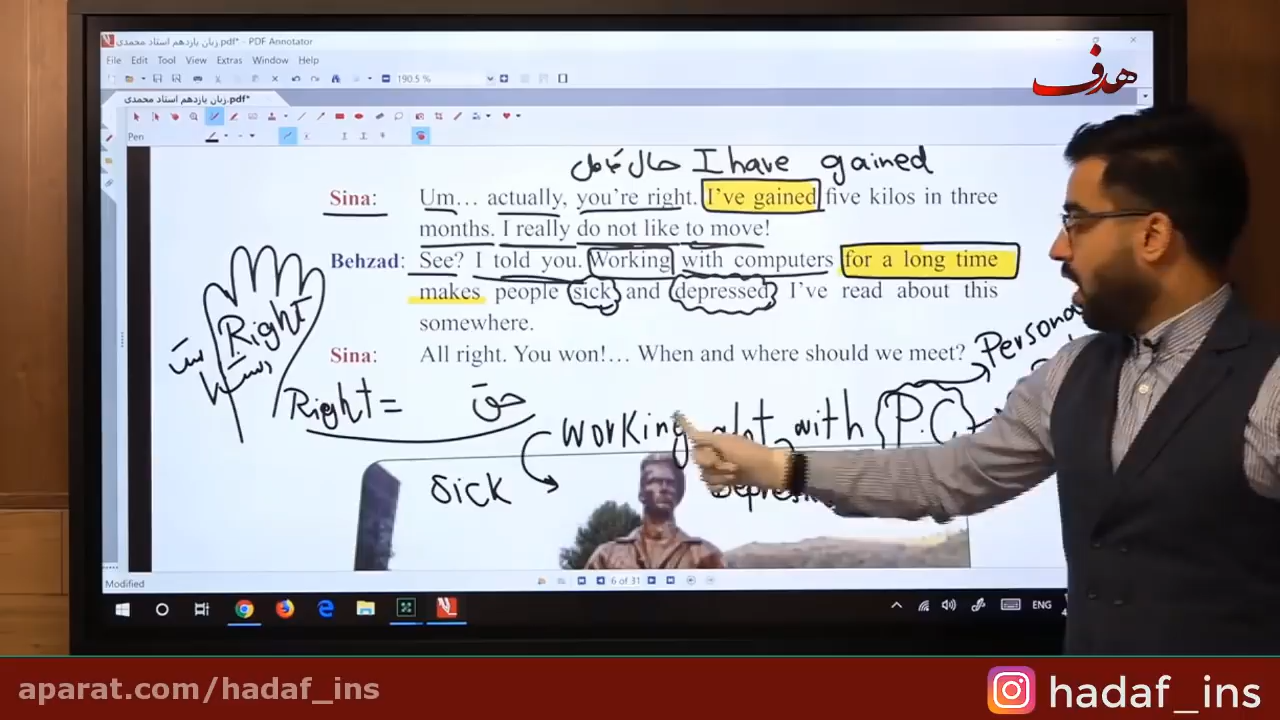 زبان یازدهم استاد محمدی.pdf* - PDF Annotator
هدف
File Edit Tool View Extras Window Help
190.5 %
زبان یازدهم استاد محمدی.pdf*
Pen
حال کامل I have gained
Sina: Um… actually, you're right. I've gained five kilos in three
months. I really do not like to move!
Behzad: See? I told you. Working with computers for a long time
makes people sick and depressed. I've read about this
somewhere.
Sina: All right. You won!… When and where should we meet?
Right
راست
Right = حق
working alot with P.C
Persona
Sick
Modified
6 of 31
ENG
aparat.com/hadaf_ins
hadaf_ins